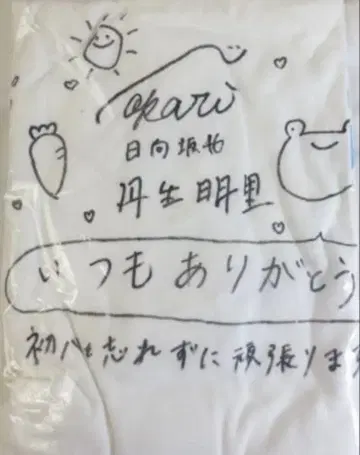 akari
日向坂46
丹生明里
いつもありがとう
初心を忘れずに頑張りま